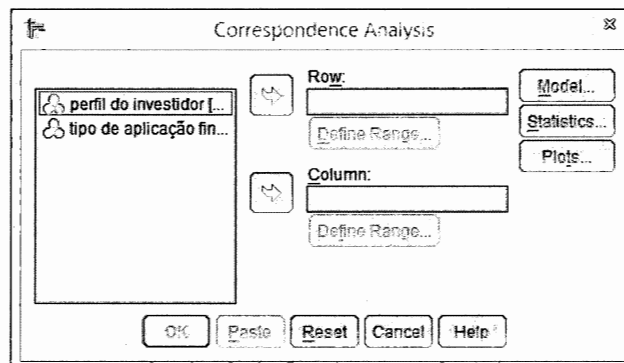 Correspondence Analysis
perfil do investidor [...
tipo de aplicação fin...
Row:
Define Range...
Column:
Define Range...
Model...
Statistics...
Plots...
OK
Paste
Reset
Cancel
Help